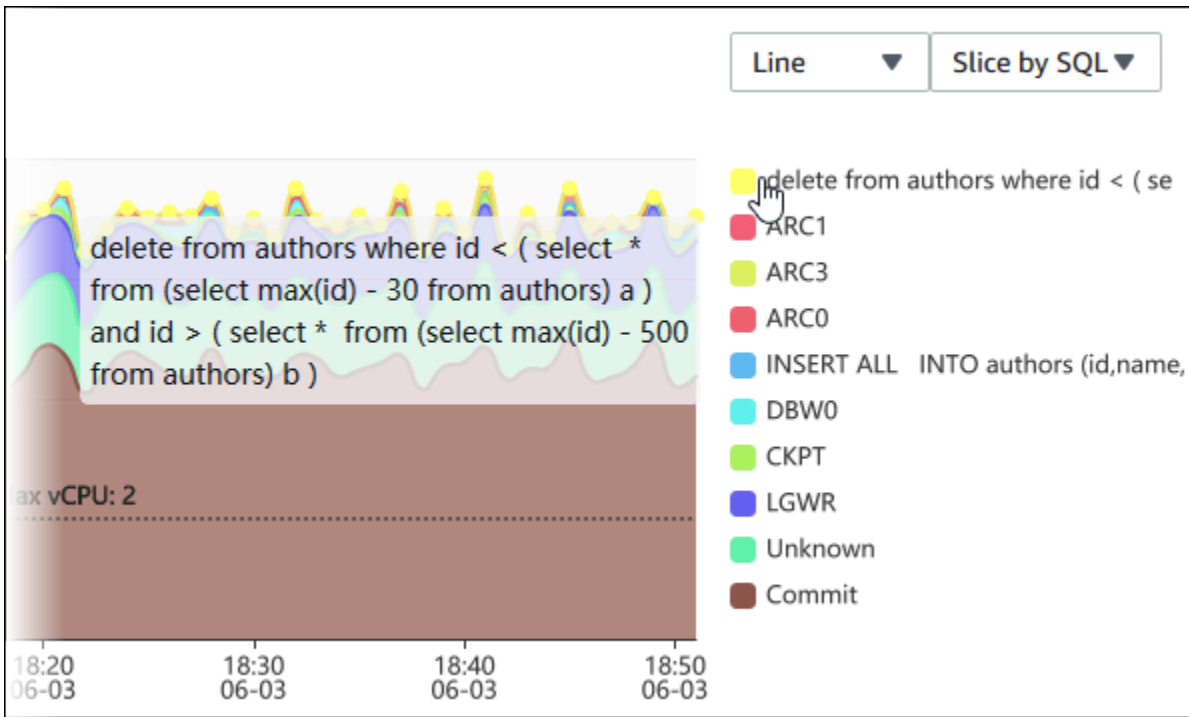 Line
Slice by SQL
delete from authors where id < ( se
ARC1
ARC3
ARC0
INSERT ALL   INTO authors (id,name,
DBW0
CKPT
LGWR
Unknown
Commit
delete from authors where id < ( select  *
from (select max(id) - 30 from authors) a )
and id > ( select *  from (select max(id) - 500
from authors) b )
ax vCPU: 2
18:20 18:30 18:40 18:50
06-03 06-03 06-03 06-03